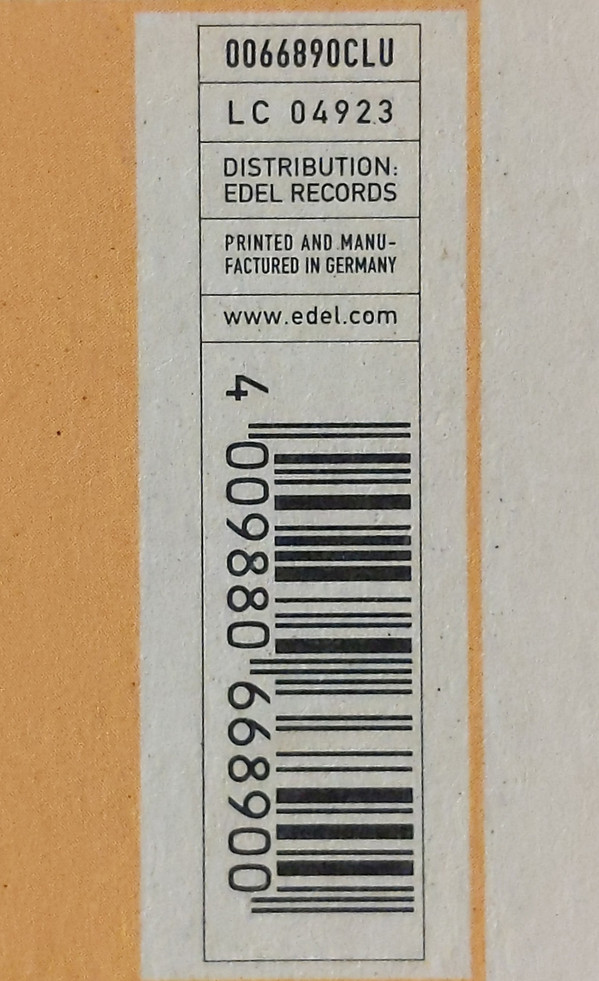 0066890CLU
LC 04923
DISTRIBUTION:
EDEL RECORDS
PRINTED AND MANU-
FACTURED IN GERMANY
www.edel.com
4 009880 668900